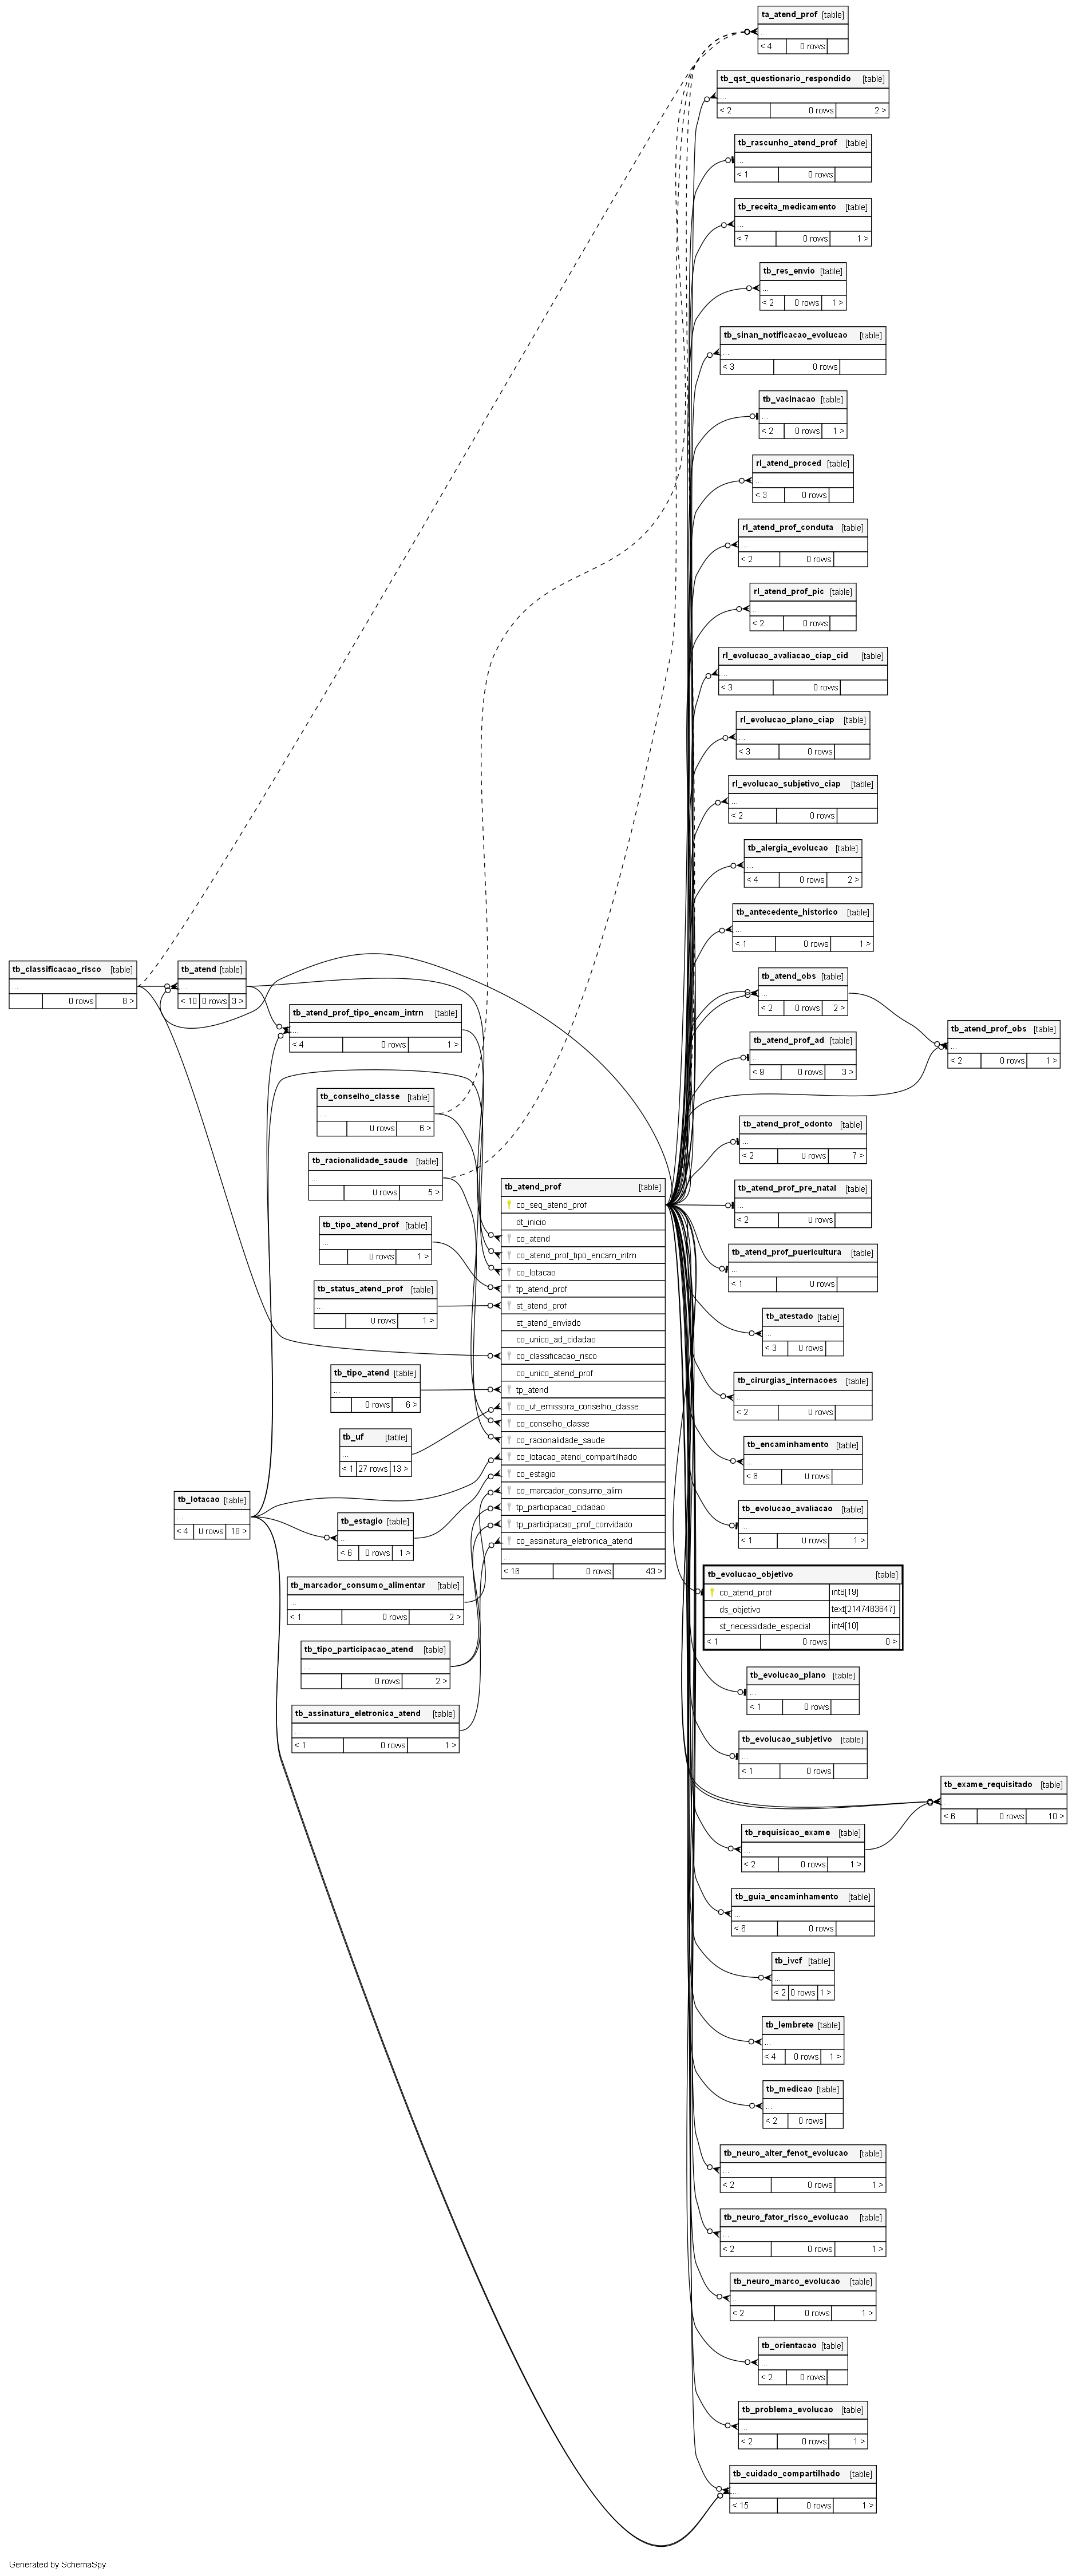 ta_atend_prof [table]
...
< 4 0 rows
tb_qst_questionario_respondido [table]
...
< 2 0 rows 2 >
tb_rascunho_atend_prof [table]
...
< 1 0 rows
tb_receita_medicamento [table]
...
< 7 0 rows 1 >
tb_res_envio [table]
...
< 2 0 rows 1 >
tb_sinan_notificacao_evolucao [table]
...
< 3 0 rows
tb_vacinacao [table]
...
< 2 0 rows 1 >
rl_atend_proced [table]
...
< 3 0 rows
rl_atend_prof_conduta [table]
...
< 2 0 rows
rl_atend_prof_pic [table]
...
< 2 0 rows
rl_evolucao_avaliacao_ciap_cid [table]
...
< 3 0 rows
rl_evolucao_plano_ciap [table]
...
< 3 0 rows
rl_evolucao_subjetivo_ciap [table]
...
< 2 0 rows
tb_alergia_evolucao [table]
...
< 4 0 rows 2 >
tb_antecedente_historico [table]
...
< 1 0 rows 1 >
tb_classificacao_risco [table]
...
0 rows 8 >
tb_atend [table]
...
< 10 0 rows 3 >
tb_atend_obs [table]
...
< 2 0 rows 2 >
tb_atend_prof_tipo_encam_intrn [table]
...
< 4 0 rows 1 >
tb_atend_prof_ad [table]
...
< 9 0 rows 3 >
tb_atend_prof_obs [table]
...
< 2 0 rows 1 >
tb_conselho_classe [table]
...
0 rows 6 >
tb_atend_prof_odonto [table]
...
< 2 0 rows 7 >
tb_racionalidade_saude [table]
...
0 rows 5 >
tb_tipo_atend_prof [table]
...
0 rows 1 >
tb_status_atend_prof [table]
...
0 rows 1 >
tb_tipo_atend [table]
...
0 rows 6 >
tb_uf [table]
...
< 1 27 rows 13 >
tb_lotacao [table]
...
< 4 0 rows 18 >
tb_estagio [table]
...
< 6 0 rows 1 >
tb_marcador_consumo_alimentar [table]
...
< 1 0 rows 2 >
tb_tipo_participacao_atend [table]
...
0 rows 2 >
tb_assinatura_eletronica_atend [table]
...
< 1 0 rows 1 >
tb_atend_prof [table]
co_seq_atend_prof
dt_inicio
co_atend
co_atend_prof_tipo_encam_intrn
co_lotacao
tp_atend_prof
st_atend_prof
st_atend_enviado
co_unico_ad_cidadao
co_classificacao_risco
co_unico_atend_prof
tp_atend
co_uf_emissora_conselho_classe
co_conselho_classe
co_racionalidade_saude
co_lotacao_atend_compartilhado
co_estagio
co_marcador_consumo_alim
tp_participacao_cidadao
tp_participacao_prof_convidado
co_assinatura_eletronica_atend
...
< 16 0 rows 43 >
tb_atend_prof_pre_natal [table]
...
< 2 0 rows
tb_atend_prof_puericultura [table]
...
< 1 0 rows
tb_atestado [table]
...
< 3 0 rows
tb_cirurgias_internacoes [table]
...
< 2 0 rows
tb_encaminhamento [table]
...
< 6 0 rows
tb_evolucao_avaliacao [table]
...
< 1 0 rows 1 >
tb_evolucao_objetivo [table]
co_atend_prof int8[19]
ds_objetivo text[2147483647]
st_necessidade_especial int4[10]
< 1 0 rows 0 >
tb_evolucao_plano [table]
...
< 1 0 rows
tb_evolucao_subjetivo [table]
...
< 1 0 rows
tb_exame_requisitado [table]
...
< 6 0 rows 10 >
tb_requisicao_exame [table]
...
< 2 0 rows 1 >
tb_guia_encaminhamento [table]
...
< 6 0 rows
tb_ivcf [table]
...
< 2 0 rows 1 >
tb_lembrete [table]
...
< 4 0 rows 1 >
tb_medicao [table]
...
< 2 0 rows
tb_neuro_alter_fenot_evolucao [table]
...
< 2 0 rows 1 >
tb_neuro_fator_risco_evolucao [table]
...
< 2 0 rows 1 >
tb_neuro_marco_evolucao [table]
...
< 2 0 rows 1 >
tb_orientacao [table]
...
< 2 0 rows
tb_problema_evolucao [table]
...
< 2 0 rows 1 >
tb_cuidado_compartilhado [table]
...
< 15 0 rows 1 >
Generated by SchemaSpy